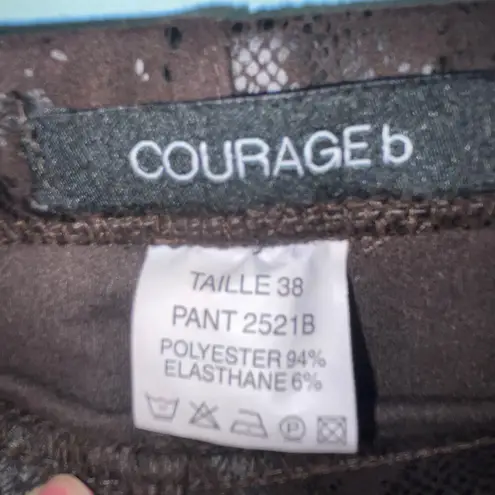 COURAGE b
TAILLE 38
PANT 2521B
POLYESTER 94%
ELASTHANE 6%
P